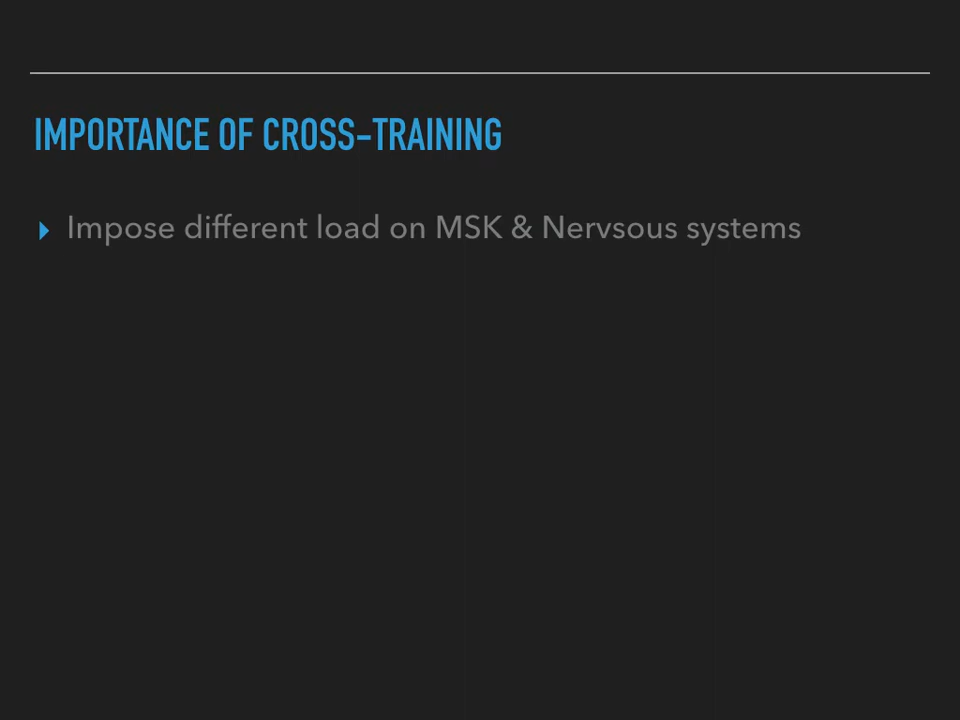 IMPORTANCE OF CROSS-TRAINING
Impose different load on MSK & Nervsous systems